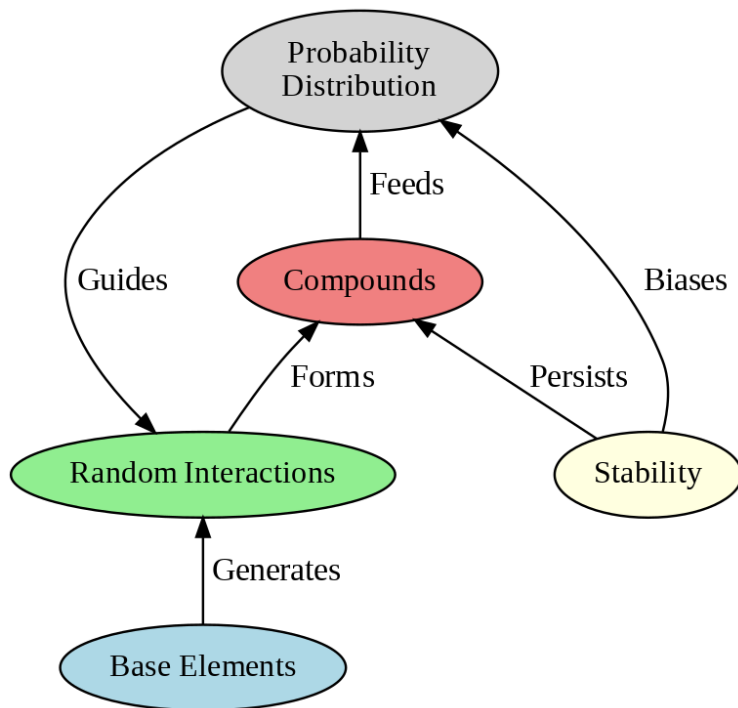 Probability
Distribution
Feeds
Guides
Compounds
Biases
Forms
Persists
Random Interactions
Stability
Generates
Base Elements